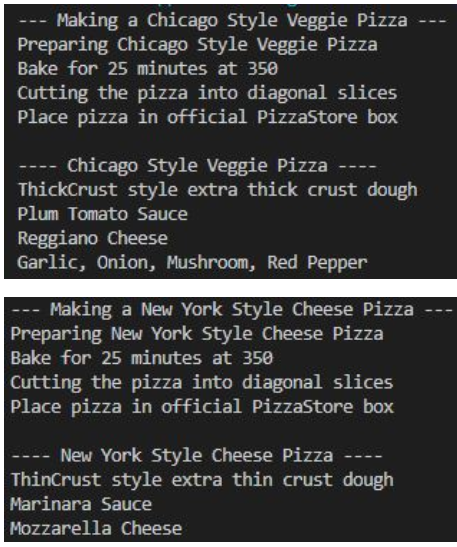 --- Making a Chicago Style Veggie Pizza ---
Preparing Chicago Style Veggie Pizza
Bake for 25 minutes at 350
Cutting the pizza into diagonal slices
Place pizza in official PizzaStore box
---- Chicago Style Veggie Pizza ----
ThickCrust style extra thick crust dough
Plum Tomato Sauce
Reggiano Cheese
Garlic, Onion, Mushroom, Red Pepper
--- Making a New York Style Cheese Pizza ---
Preparing New York Style Cheese Pizza
Bake for 25 minutes at 350
Cutting the pizza into diagonal slices
Place pizza in official PizzaStore box
---- New York Style Cheese Pizza ----
ThinCrust style extra thin crust dough
Marinara Sauce
Mozzarella Cheese